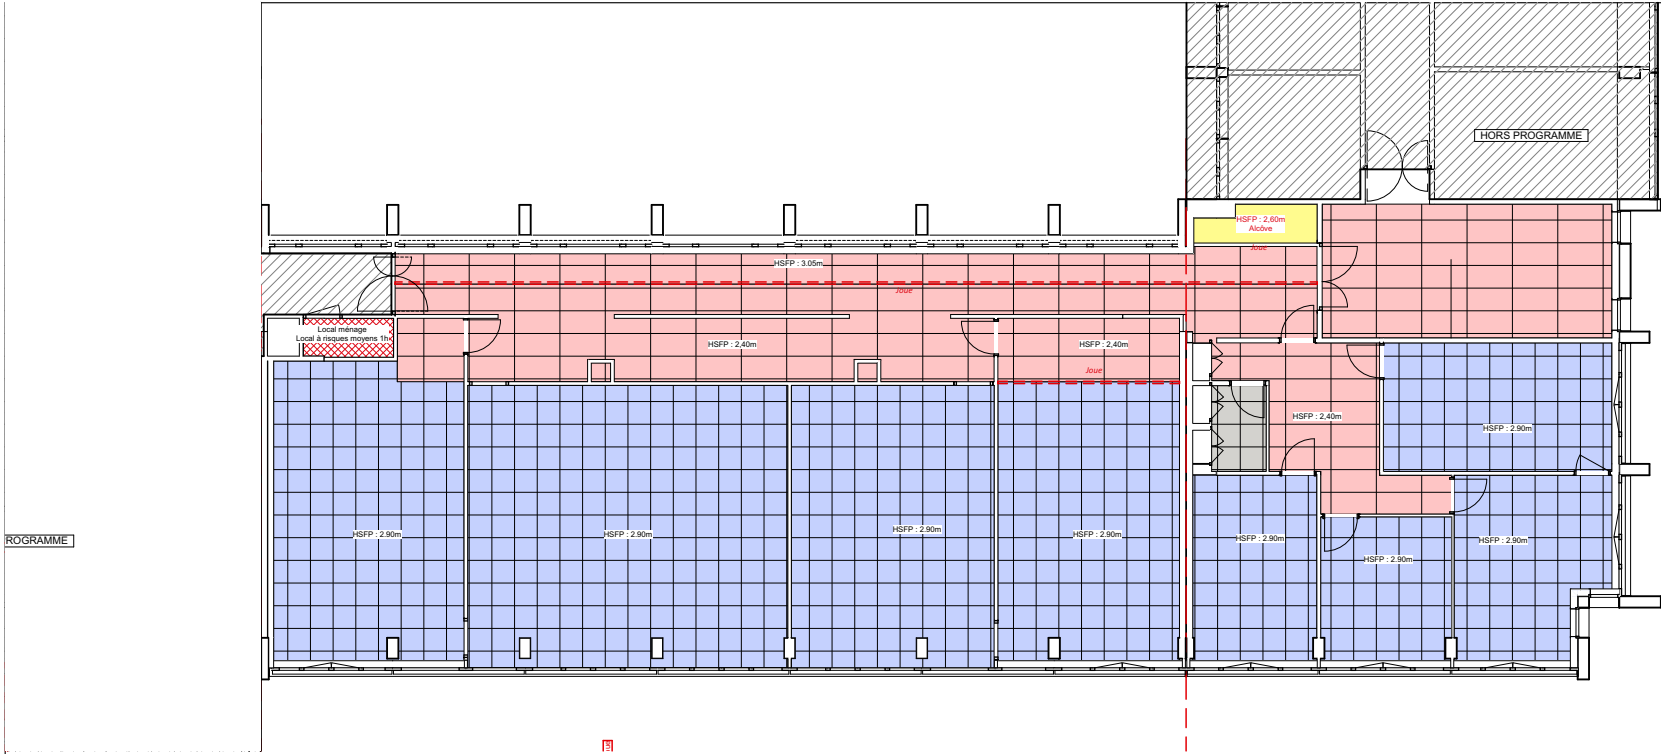 HORS PROGRAMME
HSFP : 2,60m
Alcôve
Joue
HSFP : 3.05m
Joue
Local ménage
Local à risques moyens 1h
HSFP : 2,40m
HSFP : 2,40m
Joue
HSFP : 2,40m
HSFP : 2.90m
ROGRAMME
HSFP : 2.90m
HSFP : 2.90m
HSFP : 2.90m
HSFP : 2.90m
HSFP : 2.90m
HSFP : 2.90m
HSFP : 2.90m